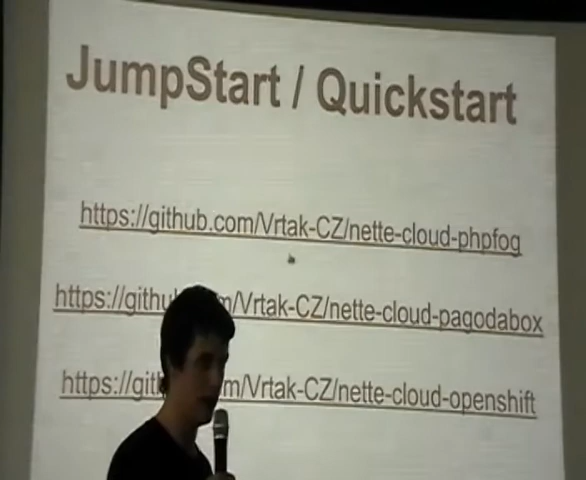 JumpStart / Quickstart
https://github.com/Vrtak-CZ/nette-cloud-phpfog
https://githu m/Vrtak-CZ/nette-cloud-pagodabox
https://git m/Vrtak-CZ/nette-cloud-openshift